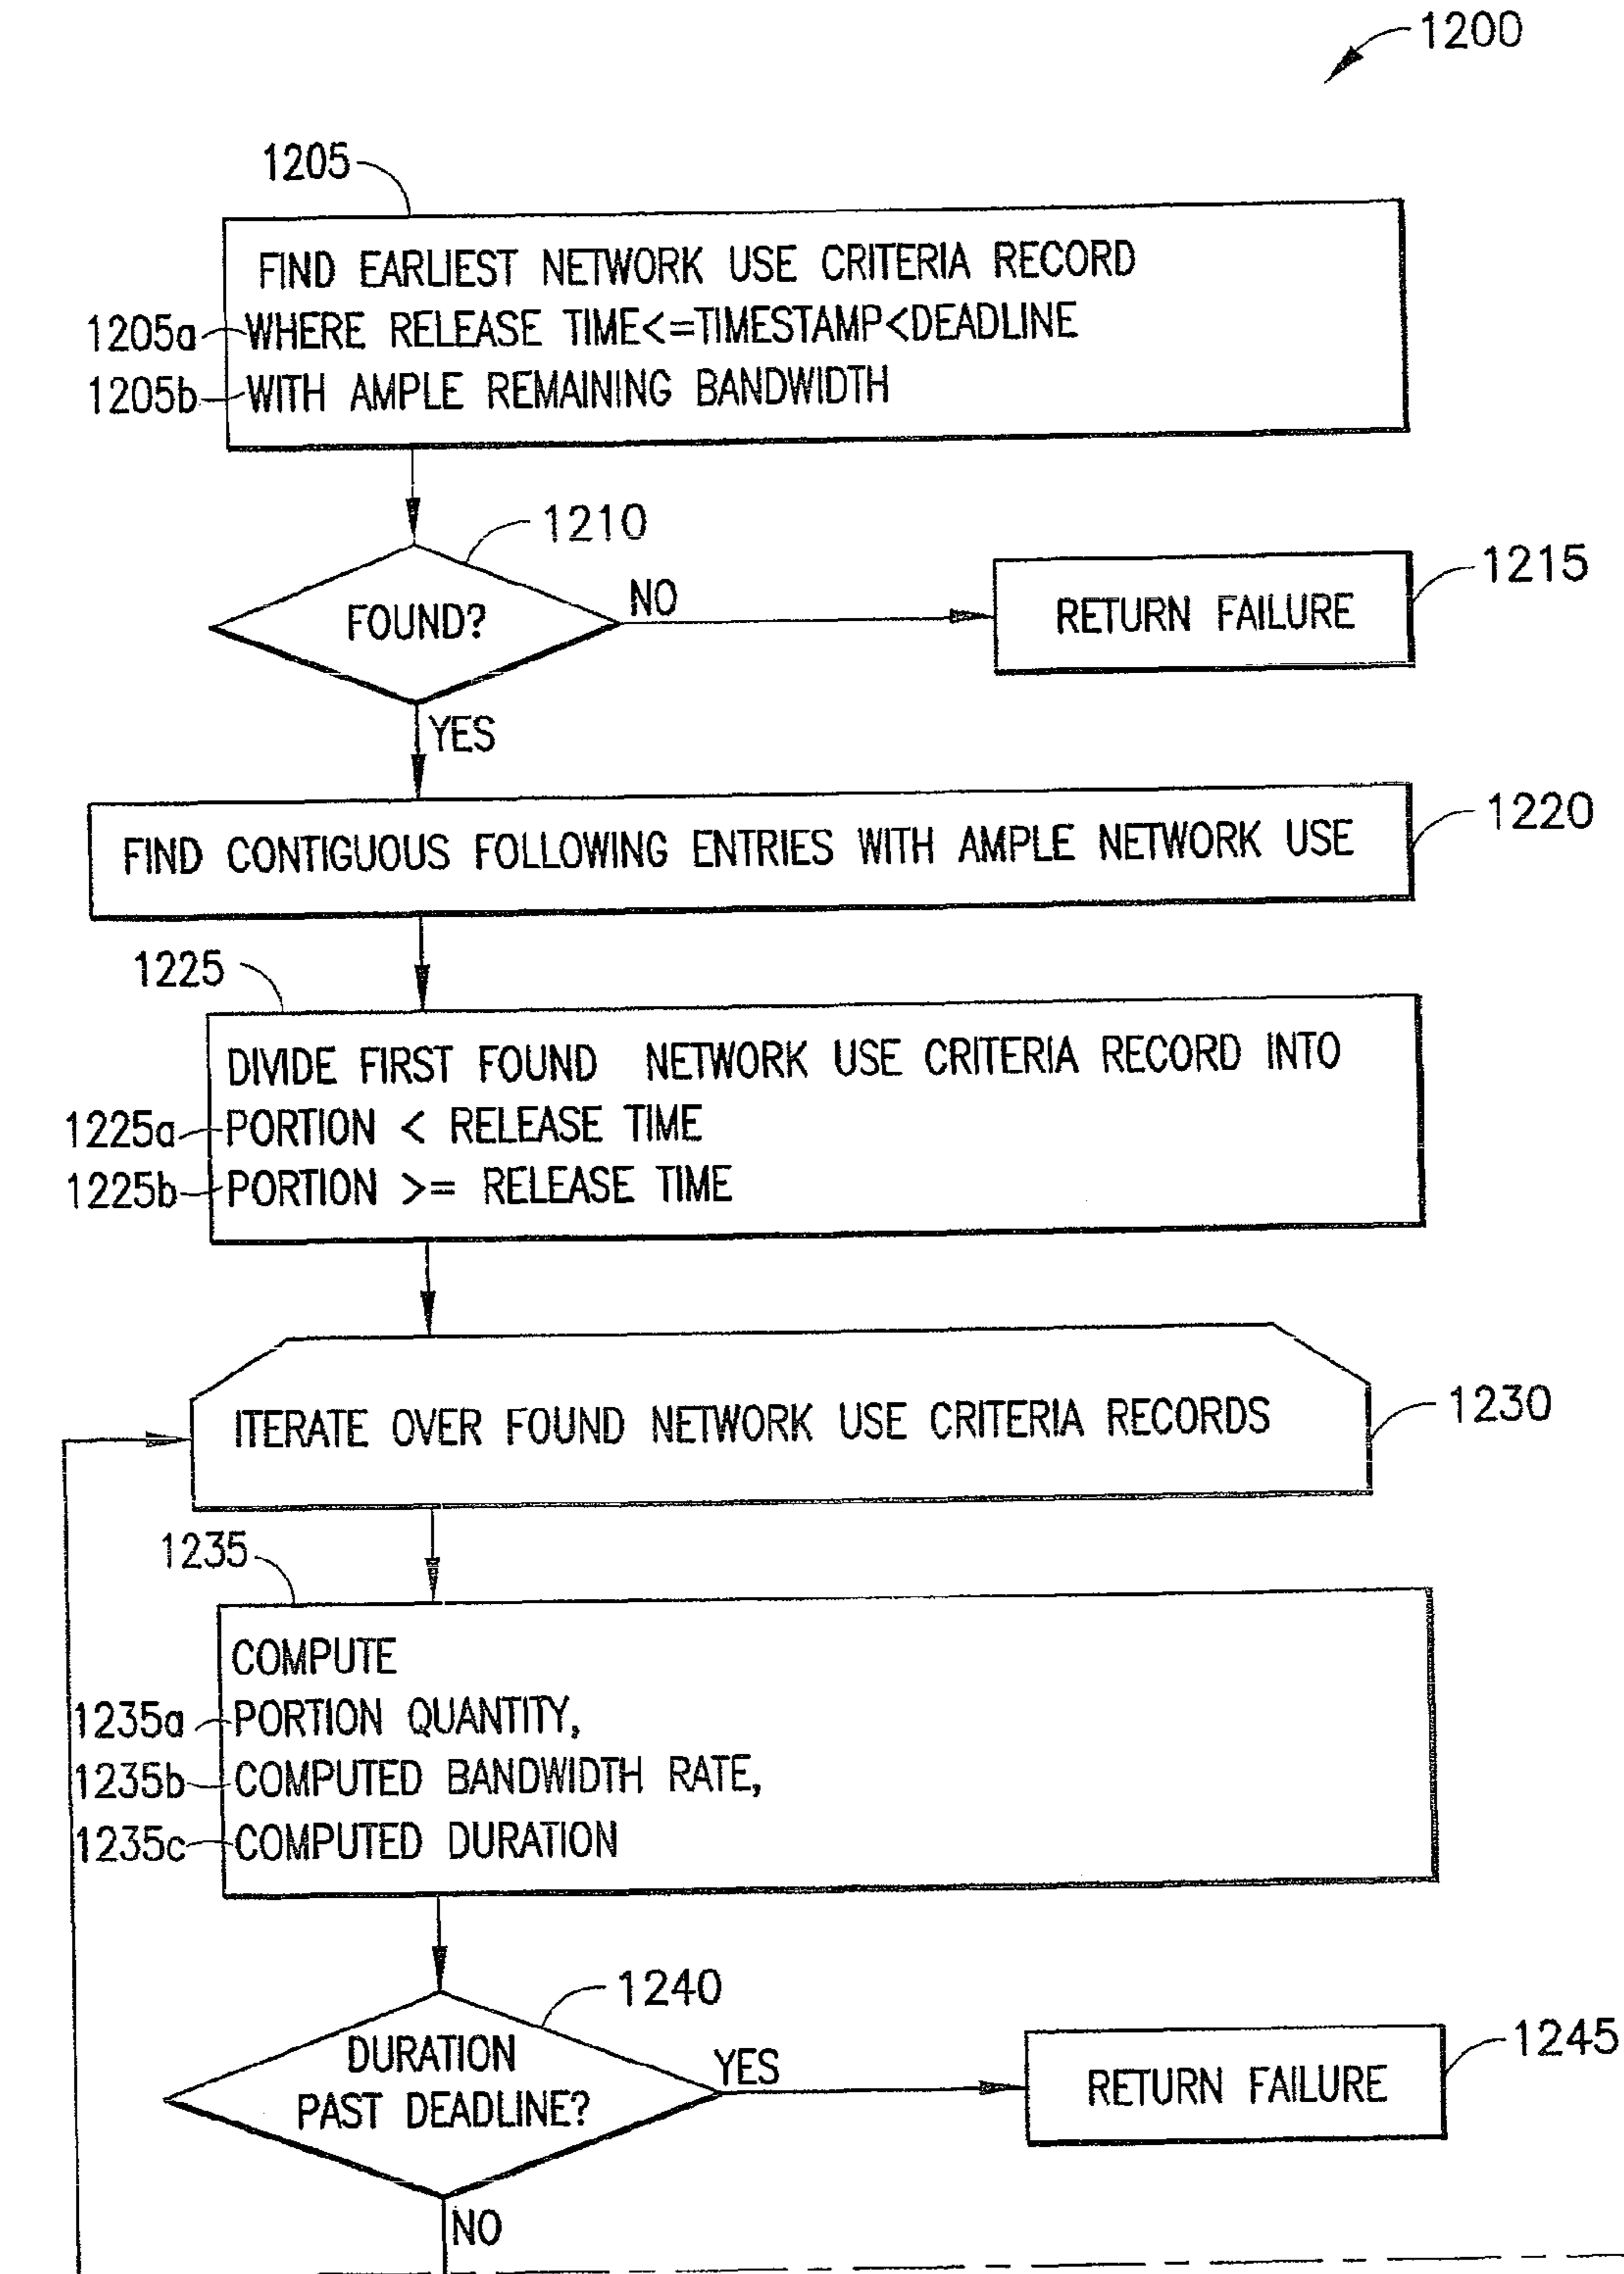 1200
1205
FIND EARLIEST NETWORK USE CRITERIA RECORD
1205a WHERE RELEASE TIME<=TIMESTAMP<DEADLINE
1205b WITH AMPLE REMAINING BANDWIDTH
1210
FOUND?
NO
RETURN FAILURE
1215
YES
FIND CONTIGUOUS FOLLOWING ENTRIES WITH AMPLE NETWORK USE
1220
1225
DIVIDE FIRST FOUND NETWORK USE CRITERIA RECORD INTO
1225a PORTION < RELEASE TIME
1225b PORTION >= RELEASE TIME
ITERATE OVER FOUND NETWORK USE CRITERIA RECORDS
1230
1235
COMPUTE
1235a PORTION QUANTITY,
1235b COMPUTED BANDWIDTH RATE,
1235c COMPUTED DURATION
1240
DURATION
PAST DEADLINE?
YES
RETURN FAILURE
1245
NO